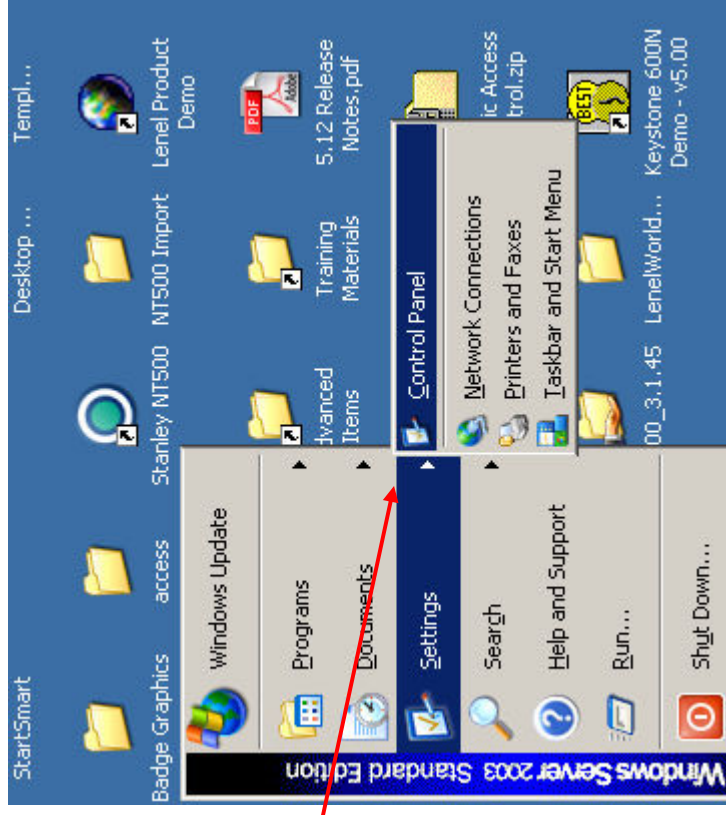 StartSmart
Desktop ...
Templ...
Badge Graphics
access
Stanley NT500
NT500 Import
Lenel Product
Demo
dvanced
Items
Training
Materials
5.12 Release
Notes.pdf
ic Access
trol.zip
00_3.1.45
LenelWorld...
Keystone 600N
Demo - v5.00
PDF
Adobe
BEST
Windows Update
Programs
Documents
Settings
Search
Help and Support
Run...
Shut Down...
Control Panel
Network Connections
Printers and Faxes
Taskbar and Start Menu
Windows Server 2003 Standard Edition